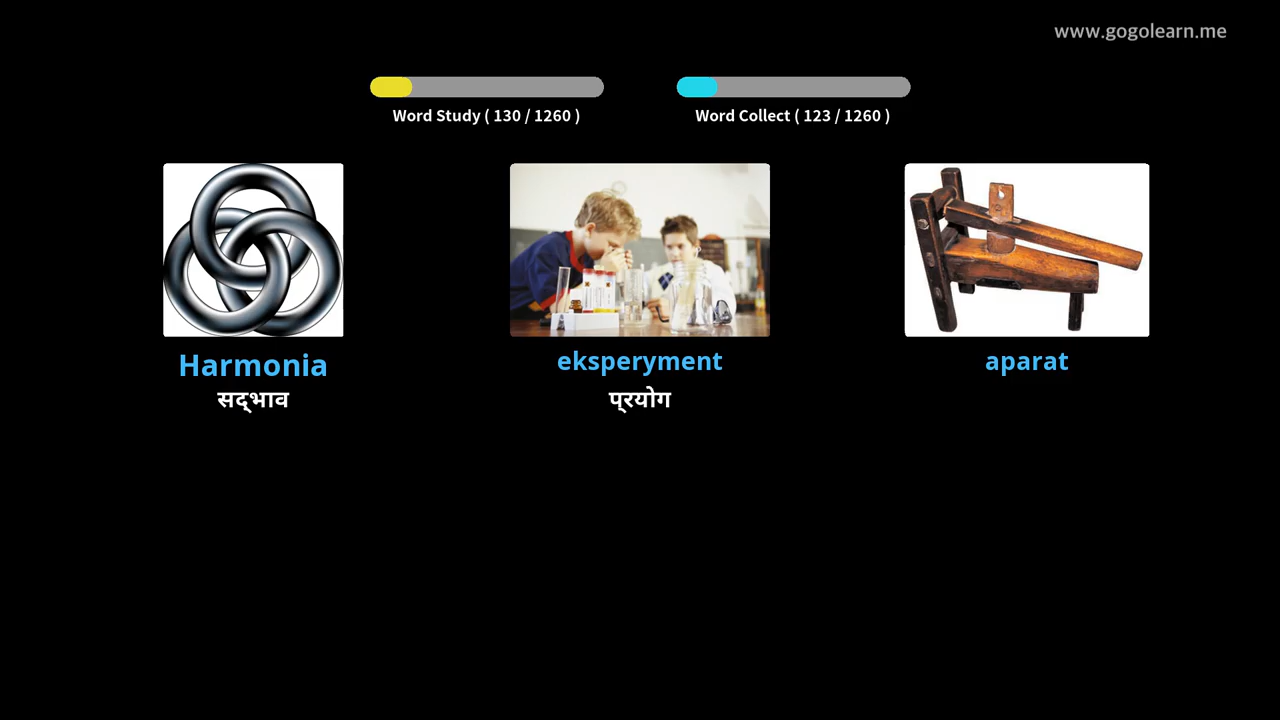 www.gogolearn.me
Word Study ( 130 / 1260 )
Word Collect ( 123 / 1260 )
Harmonia
eksperyment
aparat
सद्भाव
प्रयोग